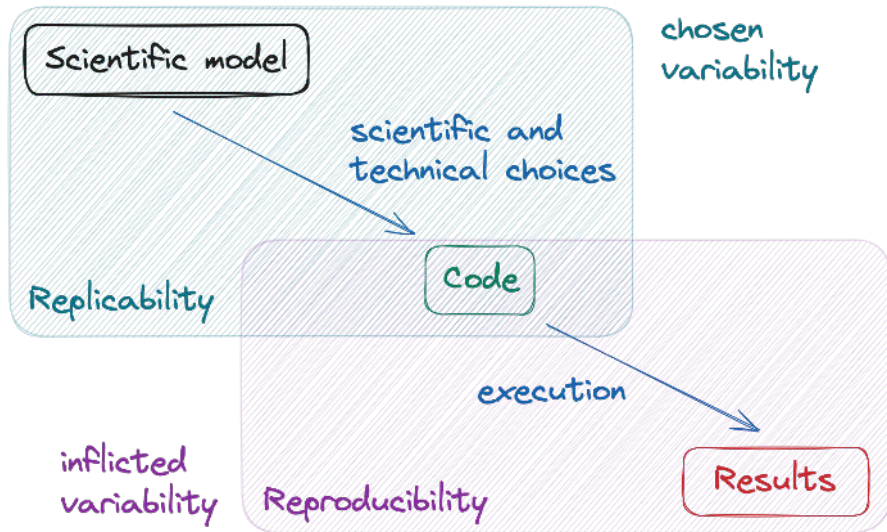 Scientific model
chosen
variability
scientific and
technical choices
Code
Replicability
execution
inflicted
variability
Reproducibility
Results